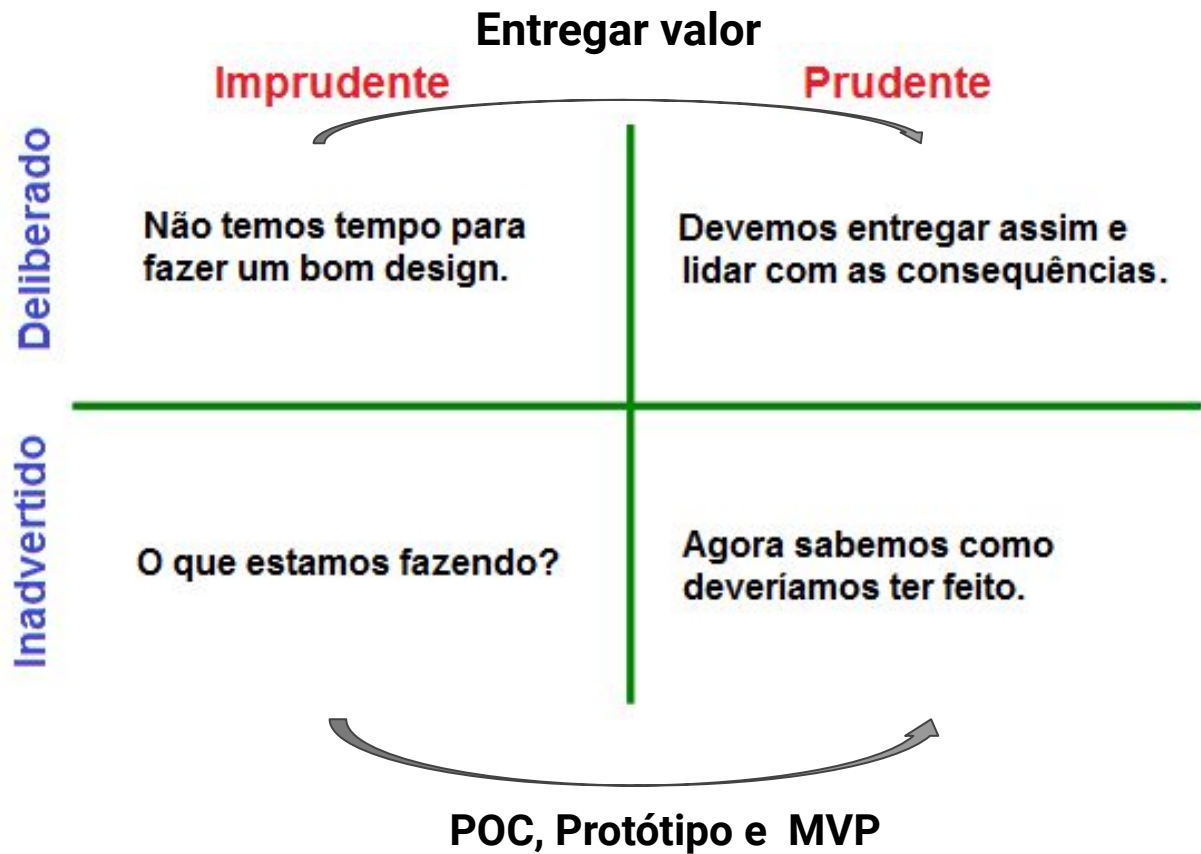 Entregar valor
Imprudente
Prudente
Deliberado
Não temos tempo para
fazer um bom design.
Devemos entregar assim e
lidar com as consequências.
Inadvertido
O que estamos fazendo?
Agora sabemos como
deveríamos ter feito.
POC, Protótipo e MVP